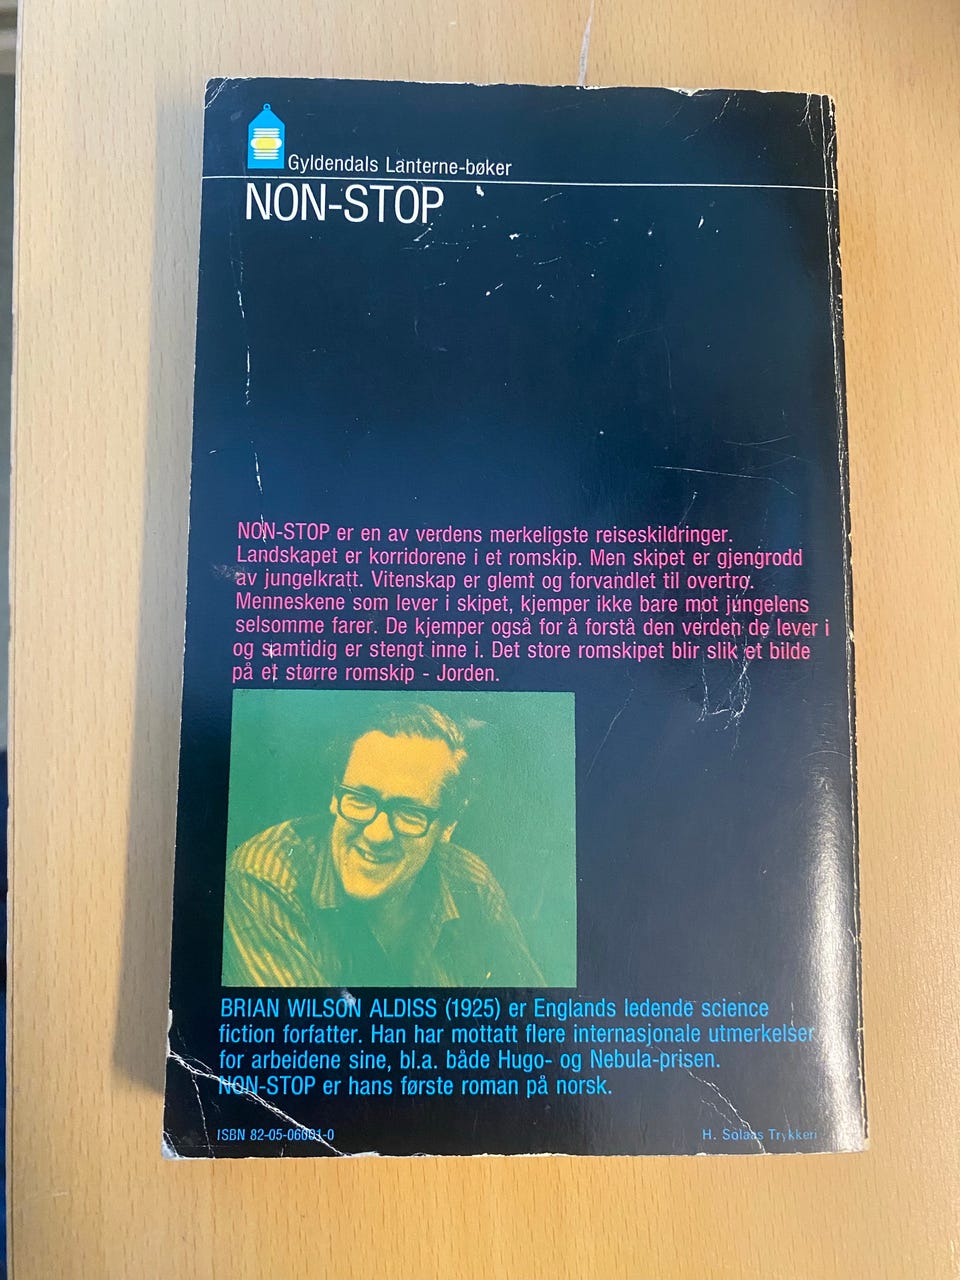 Gyldendals Lanterne-bøker
NON-STOP
NON-STOP er en av verdens merkeligste reiseskildringer.
Landskapet er korridorene i et romskip. Men skipet er gjengrodd
av jungelkratt. Vitenskap er glemt og forvandlet til overtro.
Menneskene som lever i skipet, kjemper ikke bare mot jungelens
selsomme farer. De kjemper også for å forstå den verden de lever i
og samtidig er stengt inne i. Det store romskipet blir slik et bilde
på et større romskip - Jorden.
BRIAN WILSON ALDISS (1925) er Englands ledende science
fiction forfatter. Han har mottatt flere internasjonale utmerkelser
for arbeidene sine, bl.a. både Hugo- og Nebula-prisen.
NON-STOP er hans første roman på norsk.
ISBN 82-05-06001-0
H. Solaas Trykkeri